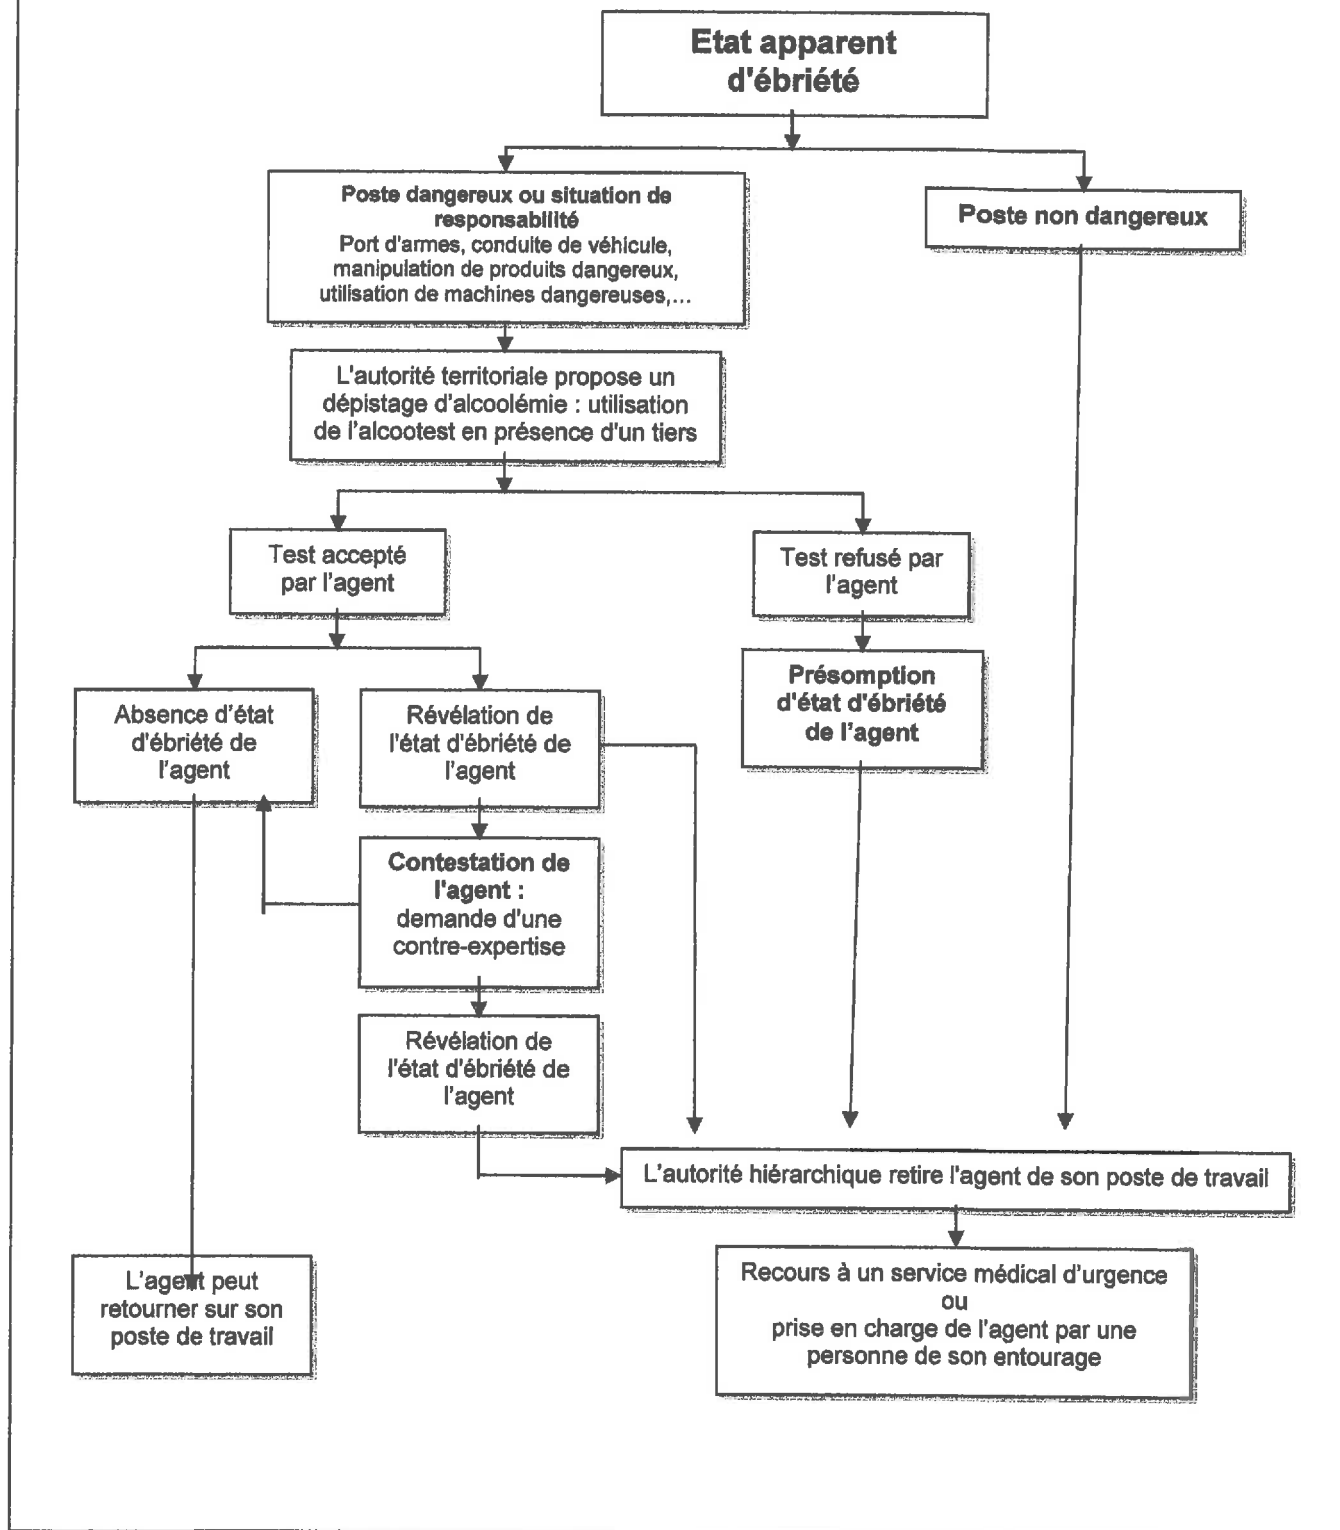 Etat apparent
d'ébriété
Poste dangereux ou situation de
responsabilité
Port d'armes, conduite de véhicule,
manipulation de produits dangereux,
utilisation de machines dangereuses,...
Poste non dangereux
L'autorité territoriale propose un
dépistage d'alcoolémie : utilisation
de l'alcootest en présence d'un tiers
Test accepté
par l'agent
Test refusé par
l'agent
Absence d'état
d'ébriété de
l'agent
Révélation de
l'état d'ébriété de
l'agent
Présomption
d'état d'ébriété
de l'agent
Contestation de
l'agent :
demande d'une
contre-expertise
Révélation de
l'état d'ébriété de
l'agent
L'autorité hiérarchique retire l'agent de son poste de travail
L'agent peut
retourner sur son
poste de travail
Recours à un service médical d'urgence
ou
prise en charge de l'agent par une
personne de son entourage